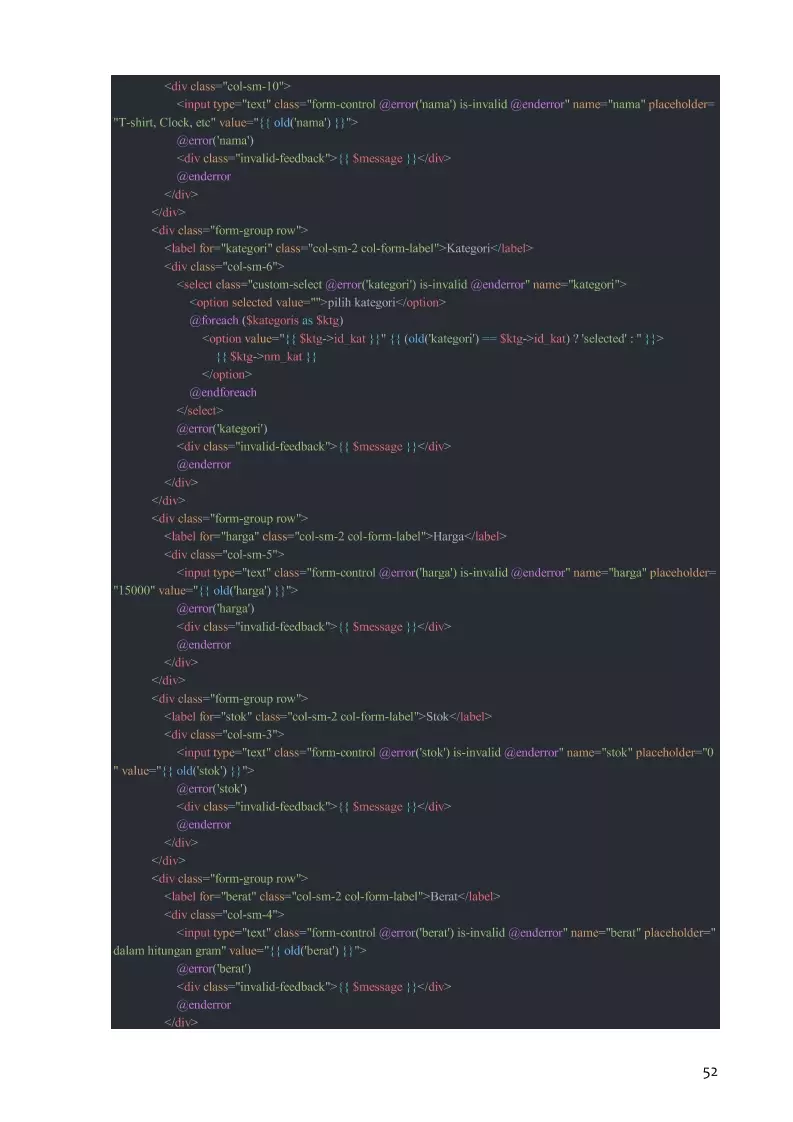 <div class="col-sm-10">
<input type="text" class="form-control @error('nama') is-invalid @enderror" name="nama" placeholder=
"T-shirt, Clock, etc" value="{{ old('nama') }}">
@error('nama')
<div class="invalid-feedback">{{ $message }}</div>
@enderror
</div>
</div>
<div class="form-group row">
<label for="kategori" class="col-sm-2 col-form-label">Kategori</label>
<div class="col-sm-6">
<select class="custom-select @error('kategori') is-invalid @enderror" name="kategori">
<option selected value="">pilih kategori</option>
@foreach ($kategoris as $ktg)
<option value="{{ $ktg->id_kat }}" {{ (old('kategori') == $ktg->id_kat) ? 'selected' : '' }}>
{{ $ktg->nm_kat }}
</option>
@endforeach
</select>
@error('kategori')
<div class="invalid-feedback">{{ $message }}</div>
@enderror
</div>
</div>
<div class="form-group row">
<label for="harga" class="col-sm-2 col-form-label">Harga</label>
<div class="col-sm-5">
<input type="text" class="form-control @error('harga') is-invalid @enderror" name="harga" placeholder=
"15000" value="{{ old('harga') }}">
@error('harga')
<div class="invalid-feedback">{{ $message }}</div>
@enderror
</div>
</div>
<div class="form-group row">
<label for="stok" class="col-sm-2 col-form-label">Stok</label>
<div class="col-sm-3">
<input type="text" class="form-control @error('stok') is-invalid @enderror" name="stok" placeholder="0
" value="{{ old('stok') }}">
@error('stok')
<div class="invalid-feedback">{{ $message }}</div>
@enderror
</div>
</div>
<div class="form-group row">
<label for="berat" class="col-sm-2 col-form-label">Berat</label>
<div class="col-sm-4">
<input type="text" class="form-control @error('berat') is-invalid @enderror" name="berat" placeholder="
dalam hitungan gram" value="{{ old('berat') }}">
@error('berat')
<div class="invalid-feedback">{{ $message }}</div>
@enderror
</div>
52